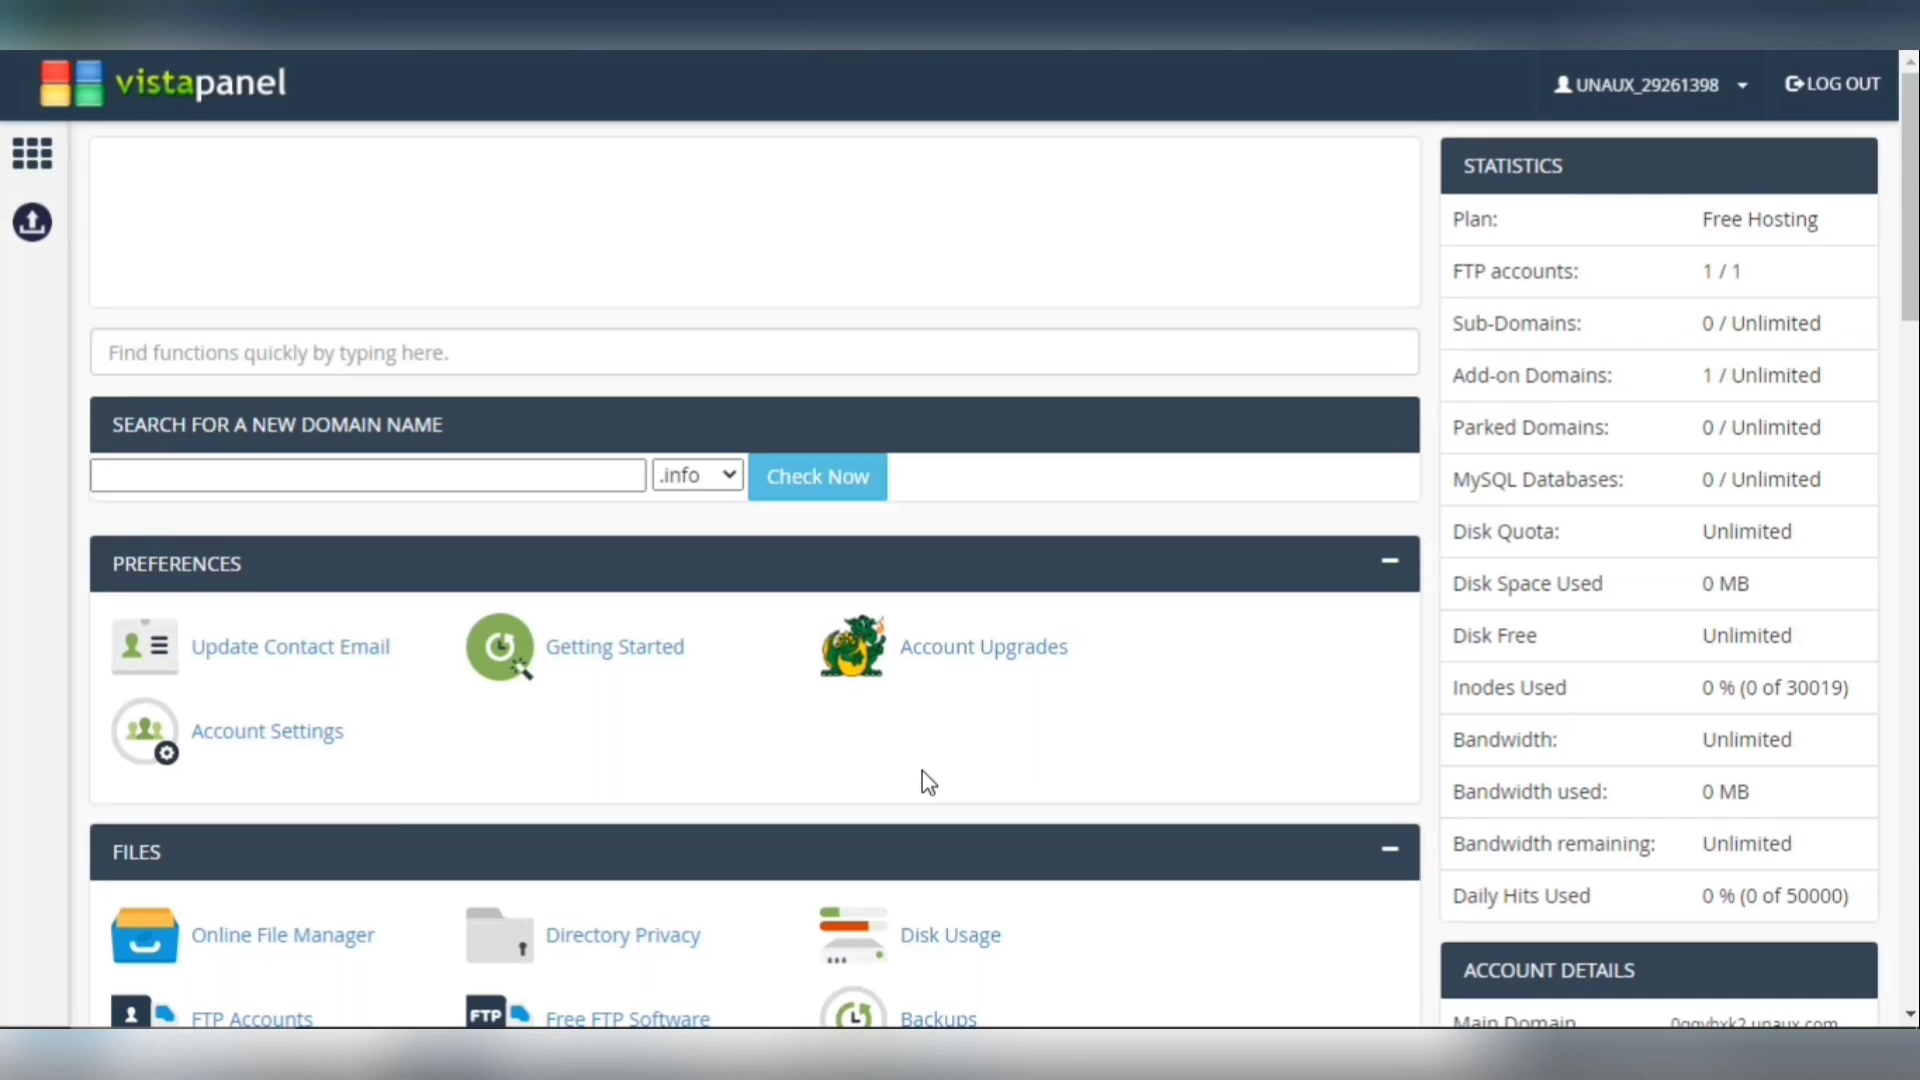 vistapanel
UNAUX_29261398
LOG OUT
Find functions quickly by typing here.
SEARCH FOR A NEW DOMAIN NAME
.info
Check Now
PREFERENCES
Update Contact Email
Getting Started
Account Upgrades
Account Settings
FILES
Online File Manager
Directory Privacy
Disk Usage
FTP Accounts
FTP
Free FTP Software
Backups
STATISTICS
Plan: Free Hosting
FTP accounts: 1 / 1
Sub-Domains: 0 / Unlimited
Add-on Domains: 1 / Unlimited
Parked Domains: 0 / Unlimited
MySQL Databases: 0 / Unlimited
Disk Quota: Unlimited
Disk Space Used 0 MB
Disk Free Unlimited
Inodes Used 0 % (0 of 30019)
Bandwidth: Unlimited
Bandwidth used: 0 MB
Bandwidth remaining: Unlimited
Daily Hits Used 0 % (0 of 50000)
ACCOUNT DETAILS
Main Domain